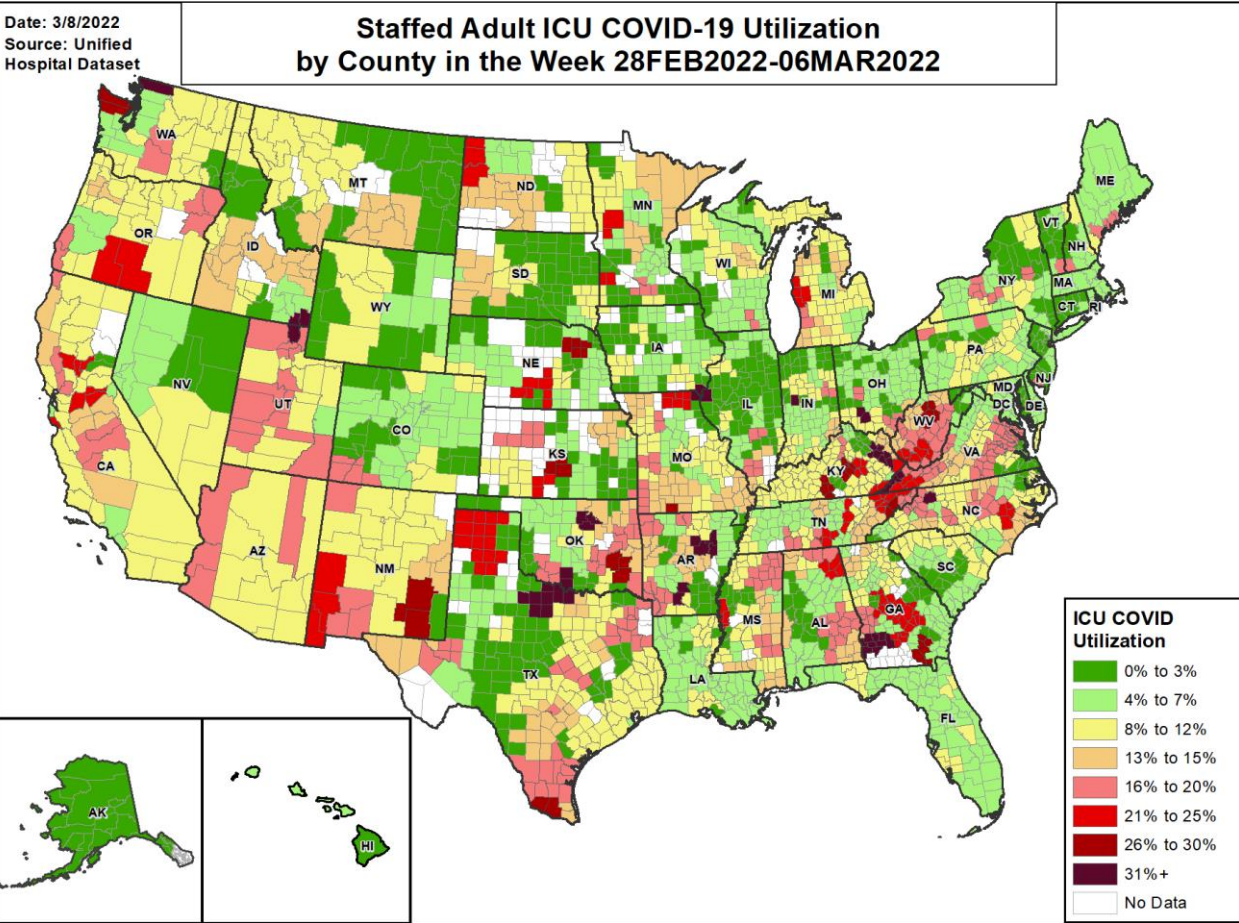 Date: 3/8/2022
Source: Unified
Hospital Dataset
Staffed Adult ICU COVID-19 Utilization
by County in the Week 28FEB2022-06MAR2022
WA
MT
ND
MN
ME
VT
NH
OR
ID
SD
WI
MI
NY
MA
CT
RI
WY
NE
IA
PA
NJ
NV
UT
CO
KS
MO
IL
IN
OH
MD
DC
DE
WV
VA
KY
CA
AZ
NM
OK
AR
TN
NC
SC
TX
LA
MS
AL
GA
FL
AK
HI
ICU COVID
Utilization
0% to 3%
4% to 7%
8% to 12%
13% to 15%
16% to 20%
21% to 25%
26% to 30%
31%+
No Data